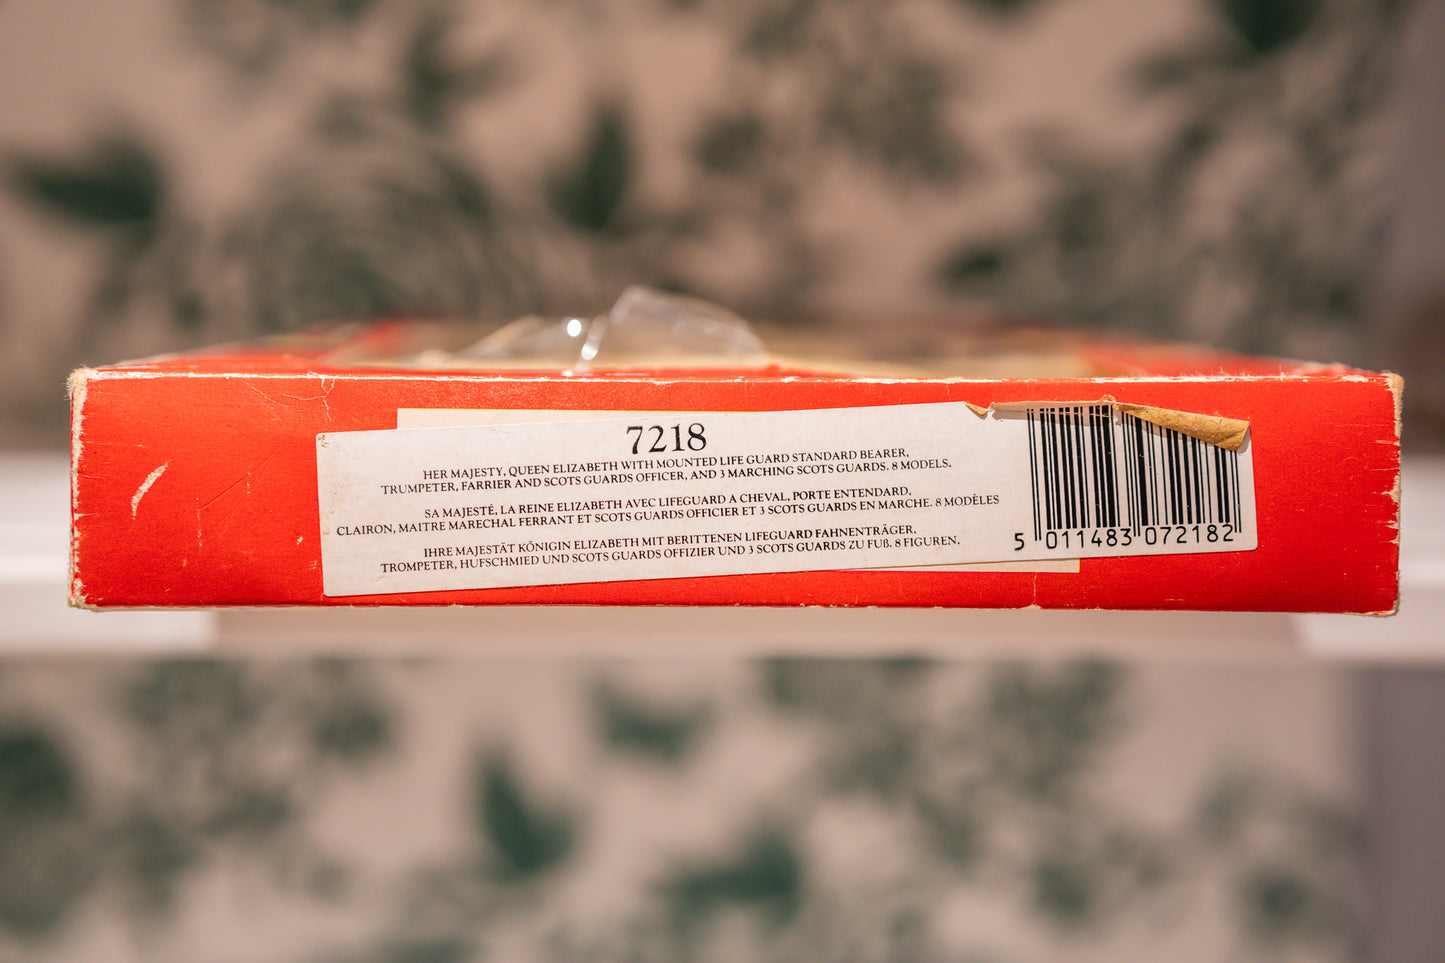 7218
HER MAJESTY, QUEEN ELIZABETH WITH MOUNTED LIFE GUARD STANDARD BEARER,
TRUMPETER, FARRIER AND SCOTS GUARDS OFFICER, AND 3 MARCHING SCOTS GUARDS. 8 MODELS.
SA MAJESTÉ, LA REINE ELIZABETH AVEC LIFEGUARD A CHEVAL, PORTE ENTENDARD,
CLAIRON, MAITRE MARECHAL FERRANT ET SCOTS GUARDS OFFICIER ET 3 SCOTS GUARDS EN MARCHE. 8 MODÈLES
IHRE MAJESTÄT KÖNIGIN ELIZABETH MIT BERITTENEN LIFEGUARD FAHNENTRÄGER,
TROMPETER, HUFSCHMIED UND SCOTS GUARDS OFFIZIER UND 3 SCOTS GUARDS ZU FUß. 8 FIGUREN.
5 011483 072182